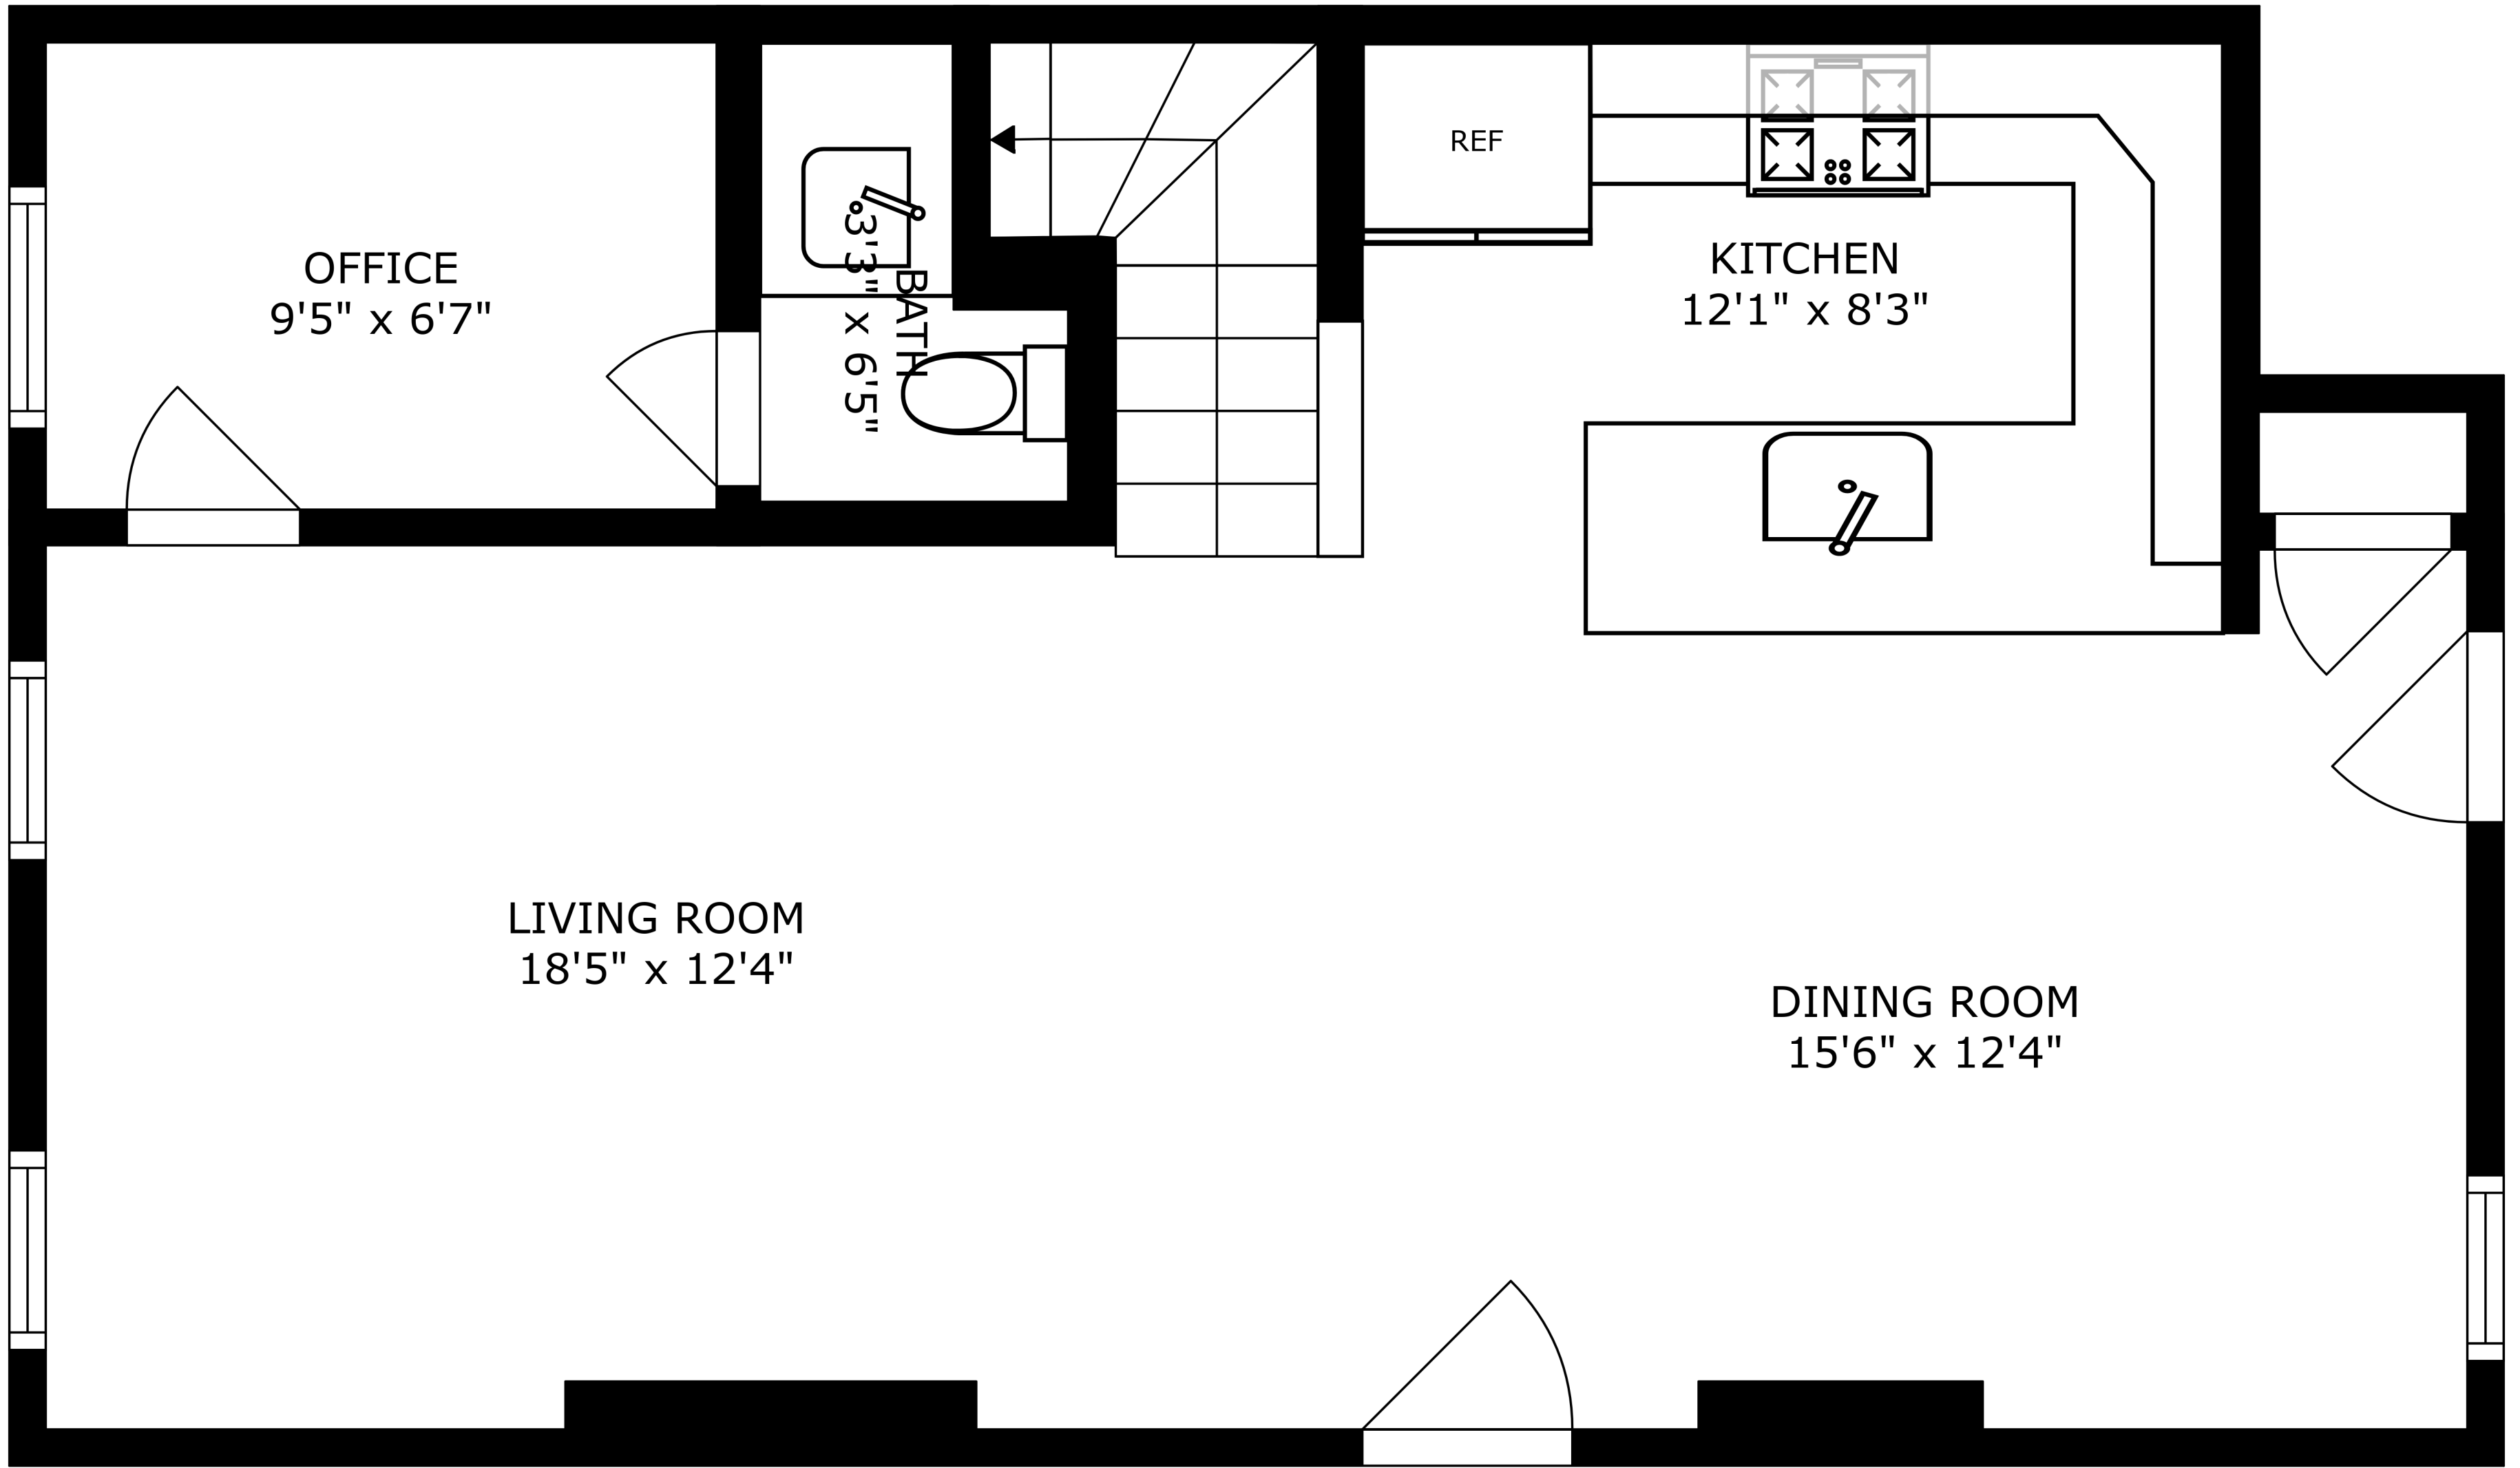 OFFICE
9'5" x 6'7"
BATH
3'3" x 6'5"
REF
KITCHEN
12'1" x 8'3"
LIVING ROOM
18'5" x 12'4"
DINING ROOM
15'6" x 12'4"